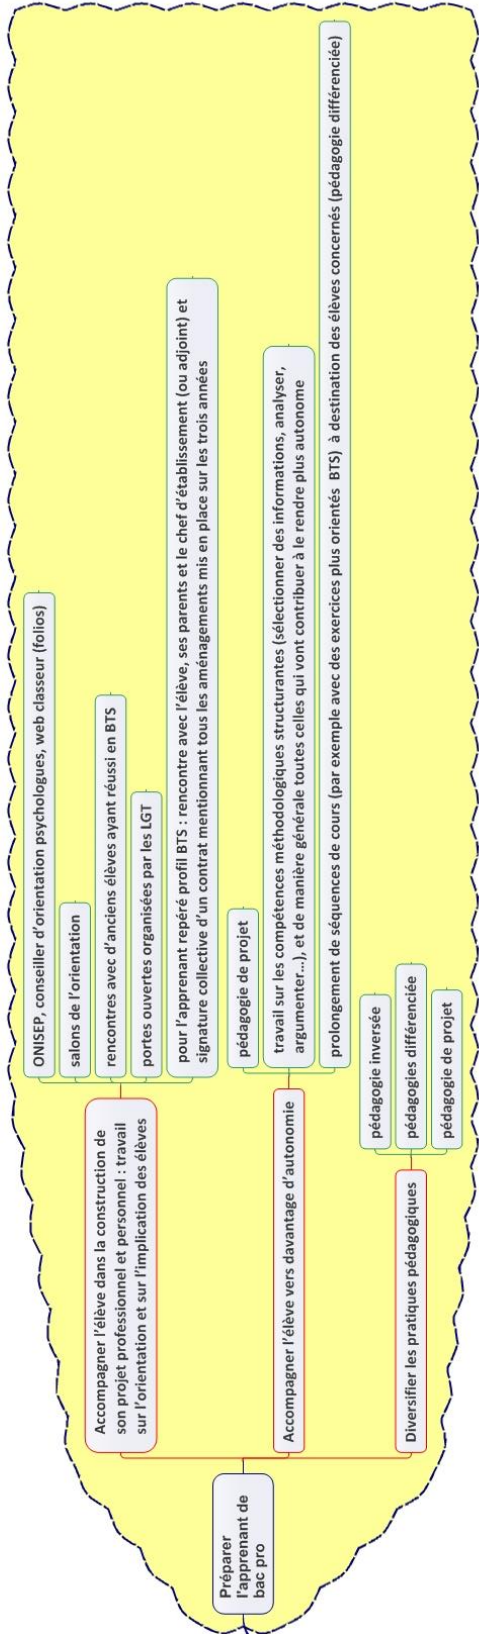 Préparer
l'apprenant de
bac pro
Accompagner l'élève dans la construction de
son projet professionnel et personnel : travail
sur l'orientation et sur l'implication des élèves
ONISEP, conseiller d'orientation psychologues, web classeur (folios)
salons de l'orientation
rencontres avec d'anciens élèves ayant réussi en BTS
portes ouvertes organisées par les LGT
pour l'apprenant repéré profil BTS : rencontre avec l'élève, ses parents et le chef d'établissement (ou adjoint) et
signature collective d'un contrat mentionnant tous les aménagements mis en place sur les trois années
Accompagner l'élève vers davantage d'autonomie
pédagogie de projet
travail sur les compétences méthodologiques structurantes (sélectionner des informations, analyser,
argumenter...), et de manière générale toutes celles qui vont contribuer à le rendre plus autonome
prolongement de séquences de cours (par exemple avec des exercices plus orientés BTS) à destination des élèves concernés (pédagogie différenciée)
Diversifier les pratiques pédagogiques
pédagogie inversée
pédagogies différenciée
pédagogie de projet